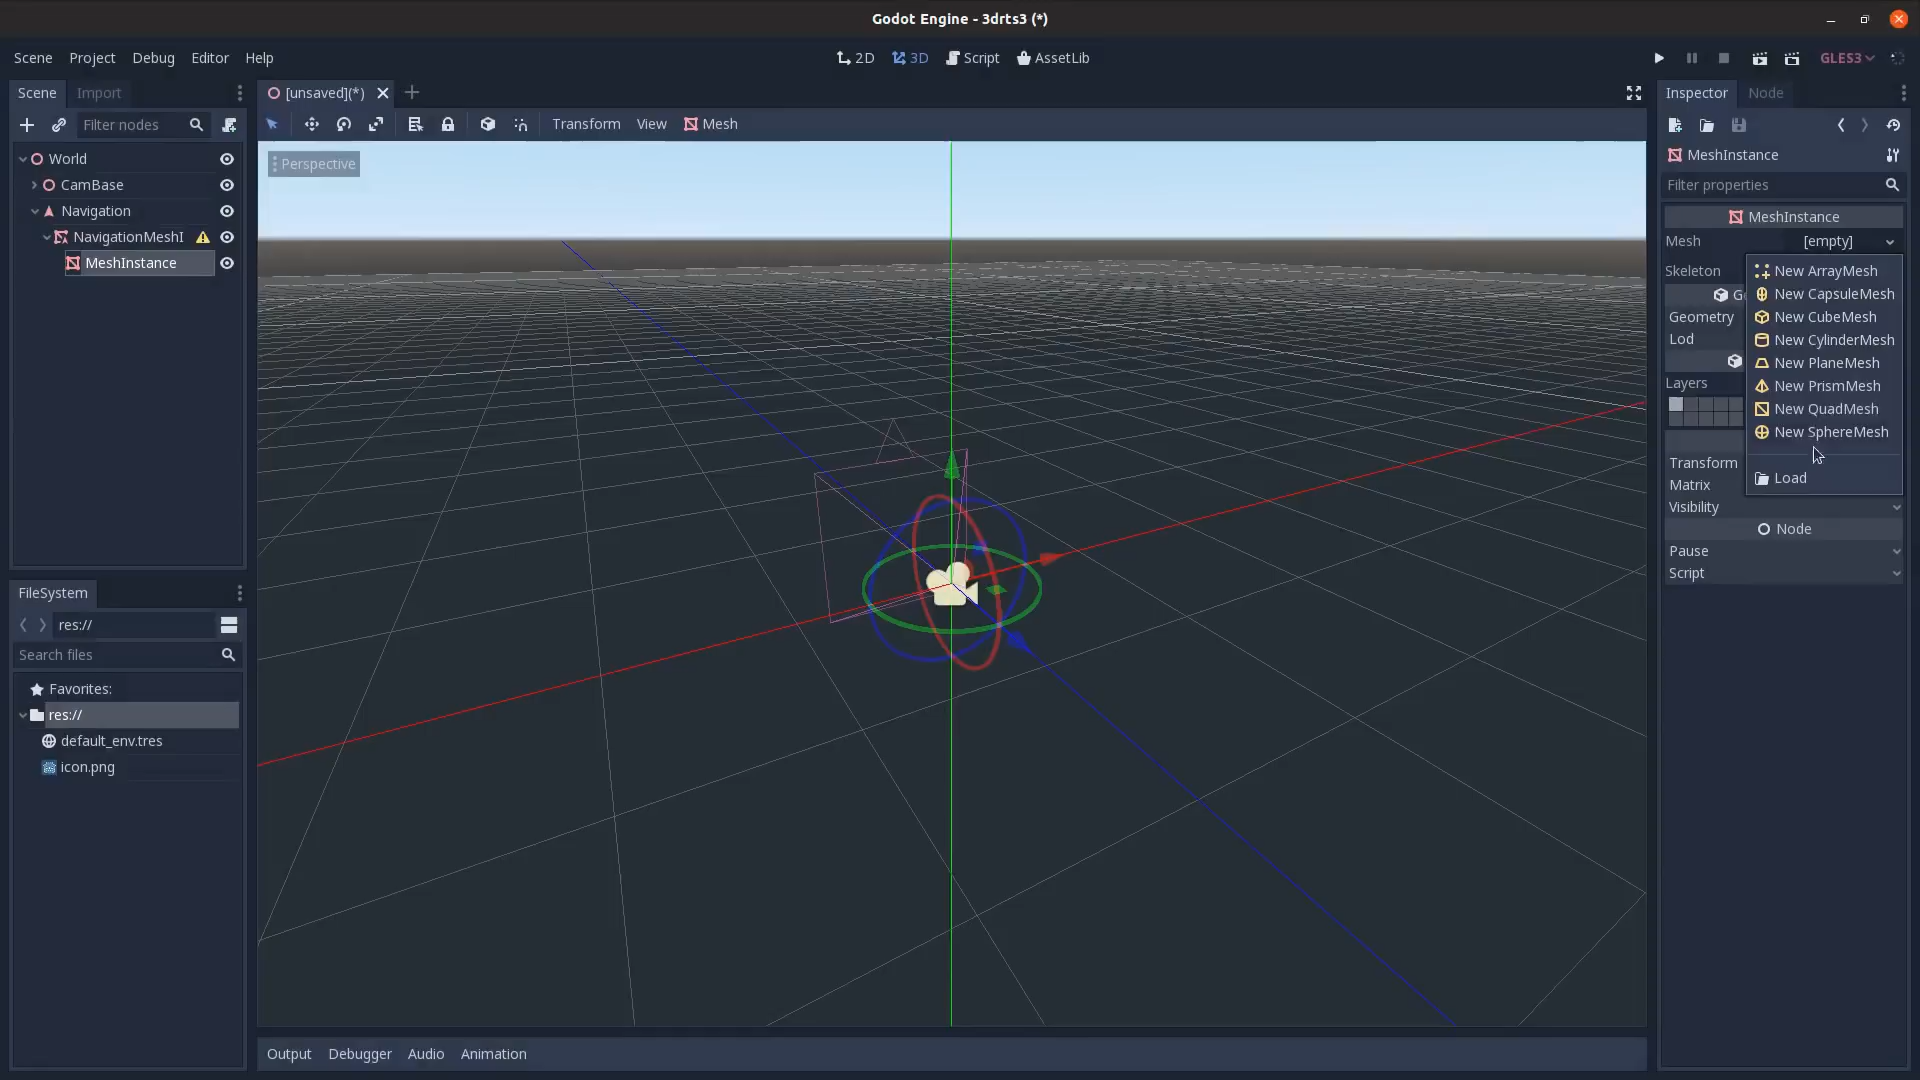 Godot Engine - 3drts3 (*)
Scene Project Debug Editor Help
2D 3D Script AssetLib
GLES3
Scene Import
Filter nodes
World
CamBase
Navigation
NavigationMeshI
MeshInstance
FileSystem
res://
Search files
Favorites:
res://
default_env.tres
icon.png
[unsaved](*)
Transform View Mesh
Perspective
Output Debugger Audio Animation
Inspector Node
MeshInstance
Filter properties
MeshInstance
Mesh [empty]
Skeleton
Geometry
Lod
Layers
Transform
Matrix
Visibility
Node
Pause
Script
New ArrayMesh
New CapsuleMesh
New CubeMesh
New CylinderMesh
New PlaneMesh
New PrismMesh
New QuadMesh
New SphereMesh
Load